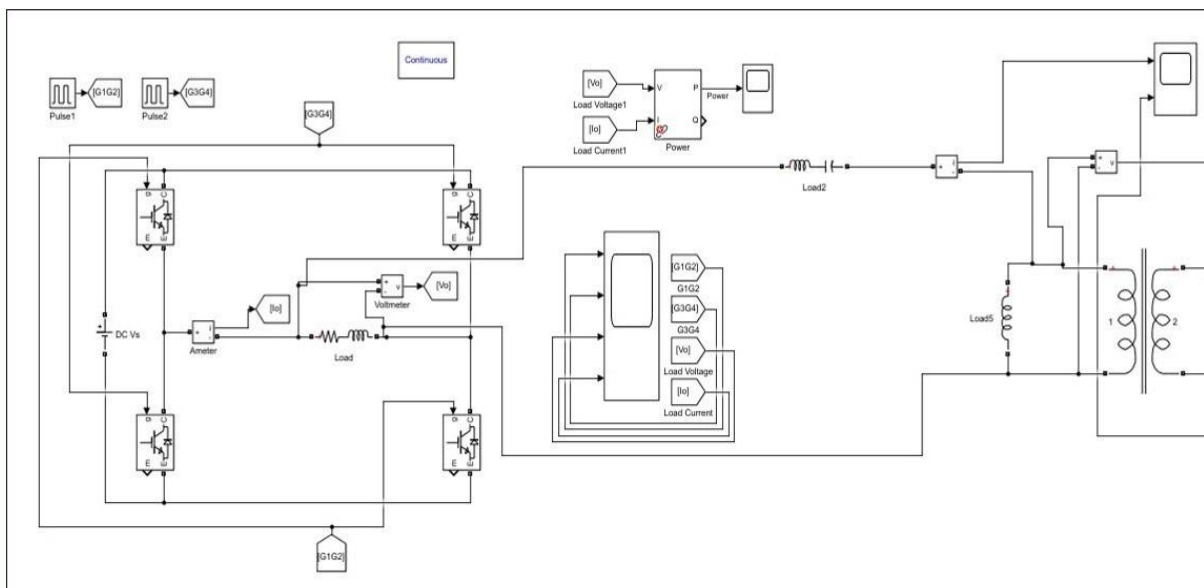 Continuous
[G1G2]
Pulse1
[G3G4]
Pulse2
[G3G4]
[Vo]
Load Voltage1
[Io]
Load Current1
V
I
P
Q
Power
Power
Load2
+
i
-
+
-
v
g
C
E
E
g
C
E
E
DC Vs
+
i
-
Ameter
[Io]
+
-
v
Voltmeter
[Vo]
Load
[G1G2]
G1G2
[G3G4]
G3G4
[Vo]
Load Voltage
[Io]
Load Current
+
Load5
+
1
+
2
g
C
E
E
g
C
E
E
[G1G2]